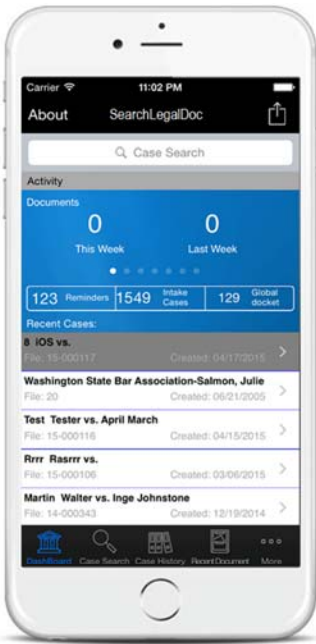 Carrier 11:02 PM
About SearchLegalDoc
Case Search
Activity
Documents
0 0
This Week Last Week
123 Reminders 1549 Intake Cases 129 Global docket
Recent Cases:
8 iOS vs.
File: 15-000117 Created: 04/17/2015
Washington State Bar Association-Salmon, Julie
File: 20 Created: 06/21/2005
Test Tester vs. April March
File: 15-000116 Created: 04/15/2015
Rrrr Rasrrr vs.
File: 15-000106 Created: 03/06/2015
Martin Walter vs. Inge Johnstone
File: 14-000343 Created: 12/19/2014
DashBoard Case Search Case History RecentDocument More